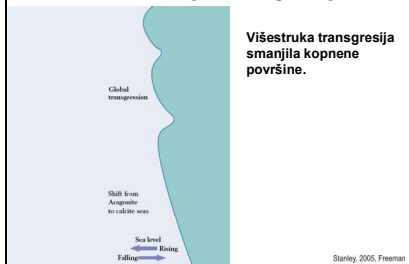 Višestruka transgresija
smanjila kopnene
površine.
Global
transgression
Shift from
Aragonite
to calcite seas
Sea level
Rising
Falling
Stanley, 2005, Freeman